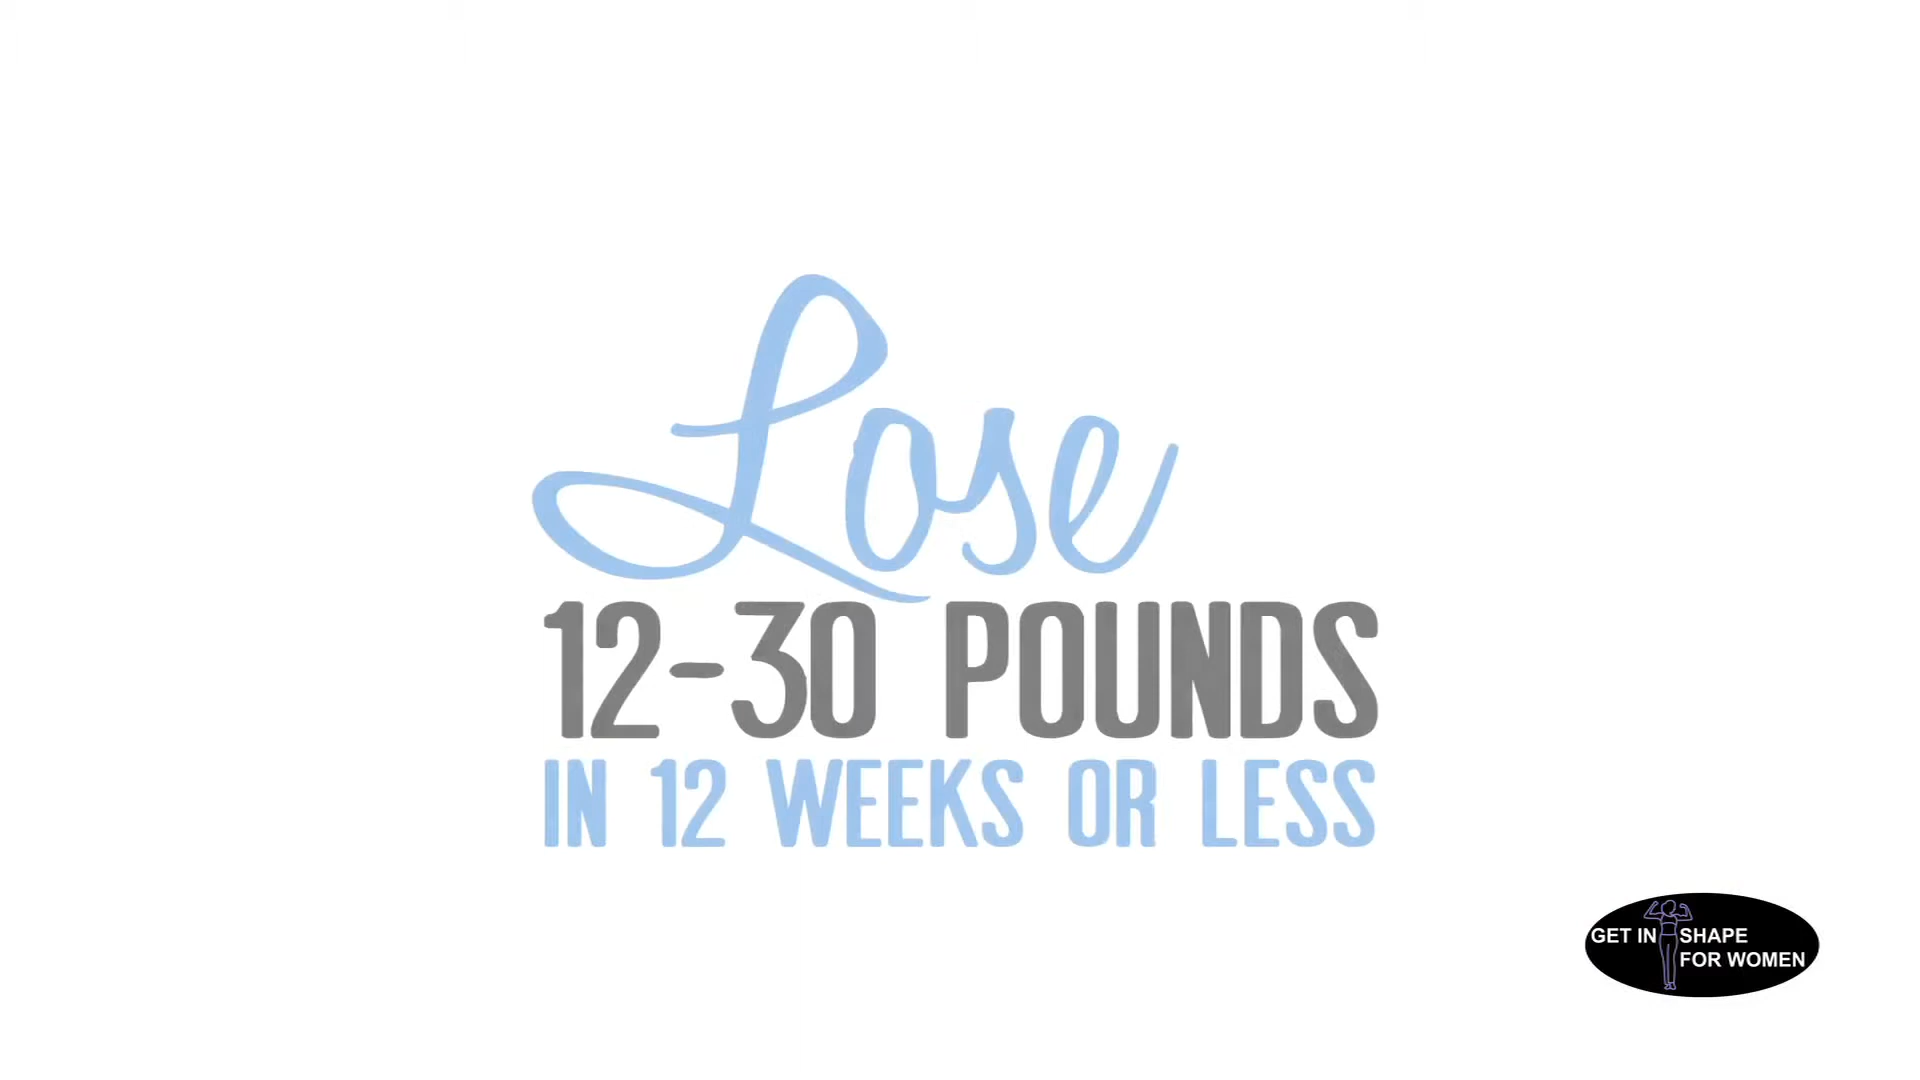 Lose
12-30 POUNDS
IN 12 WEEKS OR LESS
GET IN SHAPE
FOR WOMEN